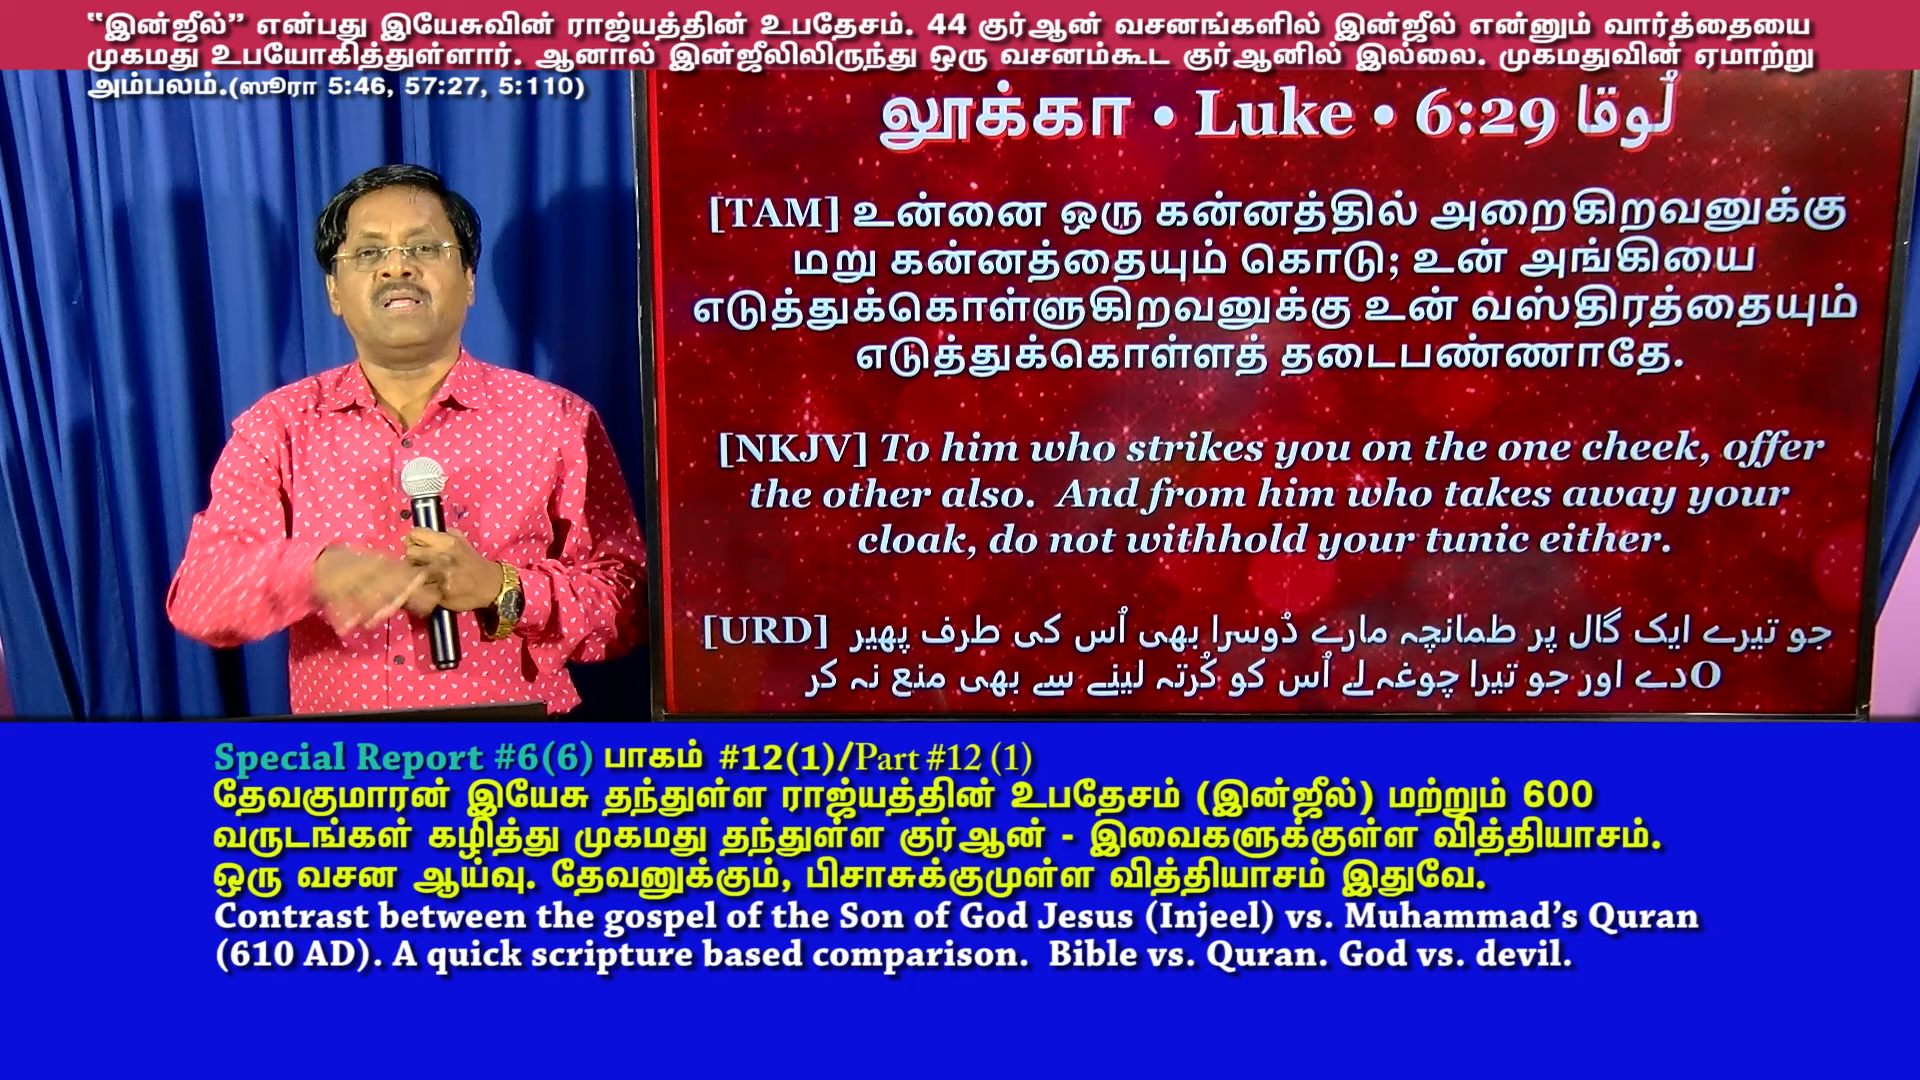 “இன்ஜீல்” என்பது இயேசுவின் ராஜ்யத்தின் உபதேசம். 44 குர்ஆன் வசனங்களில் இன்ஜீல் என்னும் வார்த்தையை
முகமது உபயோகித்துள்ளார். ஆனால் இன்ஜீலிலிருந்து ஒரு வசனம்கூட குர்ஆனில் இல்லை. முகமதுவின் ஏமாற்று
அம்பலம்.(ஸூரா 5:46, 57:27, 5:110)
லூக்கா • Luke • 6:29 لُوقا
[TAM] உன்னை ஒரு கன்னத்தில் அறைகிறவனுக்கு
மறு கன்னத்தையும் கொடு; உன் அங்கியை
எடுத்துக்கொள்ளுகிறவனுக்கு உன் வஸ்திரத்தையும்
எடுத்துக்கொள்ளத் தடைபண்ணாதே.
[NKJV] To him who strikes you on the one cheek, offer
the other also. And from him who takes away your
cloak, do not withhold your tunic either.
[URD] جو تیرے ایک گال پر طمانچہ مارے دُوسرا بھی اُس کی طرف پھیر
دے اور جو تیرا چوغہ لے اُس کو کُرتہ لینے سے بھی منع نہ کر O
Special Report #6(6) பாகம் #12(1)/Part #12 (1)
தேவகுமாரன் இயேசு தந்துள்ள ராஜ்யத்தின் உபதேசம் (இன்ஜீல்) மற்றும் 600
வருடங்கள் கழித்து முகமது தந்துள்ள குர்ஆன் - இவைகளுக்குள்ள வித்தியாசம்.
ஒரு வசன ஆய்வு. தேவனுக்கும், பிசாசுக்குமுள்ள வித்தியாசம் இதுவே.
Contrast between the gospel of the Son of God Jesus (Injeel) vs. Muhammad’s Quran
(610 AD). A quick scripture based comparison. Bible vs. Quran. God vs. devil.